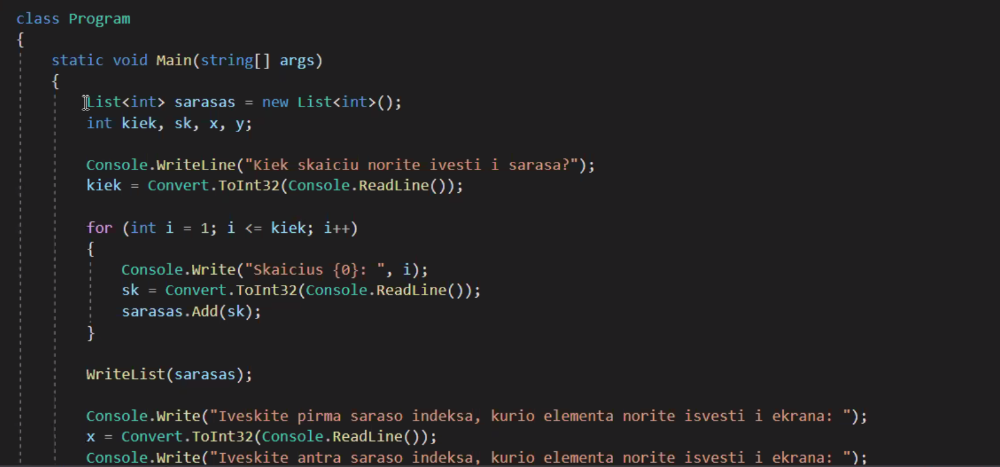 class Program
{
static void Main(string[] args)
{
List<int> sarasas = new List<int>();
int kiek, sk, x, y;
Console.WriteLine("Kiek skaiciu norite ivesti i sarasa?");
kiek = Convert.ToInt32(Console.ReadLine());
for (int i = 1; i <= kiek; i++)
{
Console.Write("Skaicius {0}: ", i);
sk = Convert.ToInt32(Console.ReadLine());
sarasas.Add(sk);
}
WriteList(sarasas);
Console.Write("Iveskite pirma saraso indeksa, kurio elementa norite isvesti i ekrana: ");
x = Convert.ToInt32(Console.ReadLine());
Console.Write("Iveskite antra saraso indeksa, kurio elementa norite isvesti i ekrana: ");